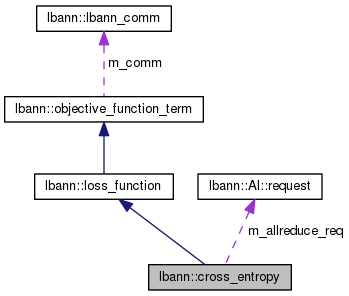 lbann::lbann_comm
m_comm
lbann::objective_function_term
lbann::loss_function
lbann::Al::request
m_allreduce_req
lbann::cross_entropy